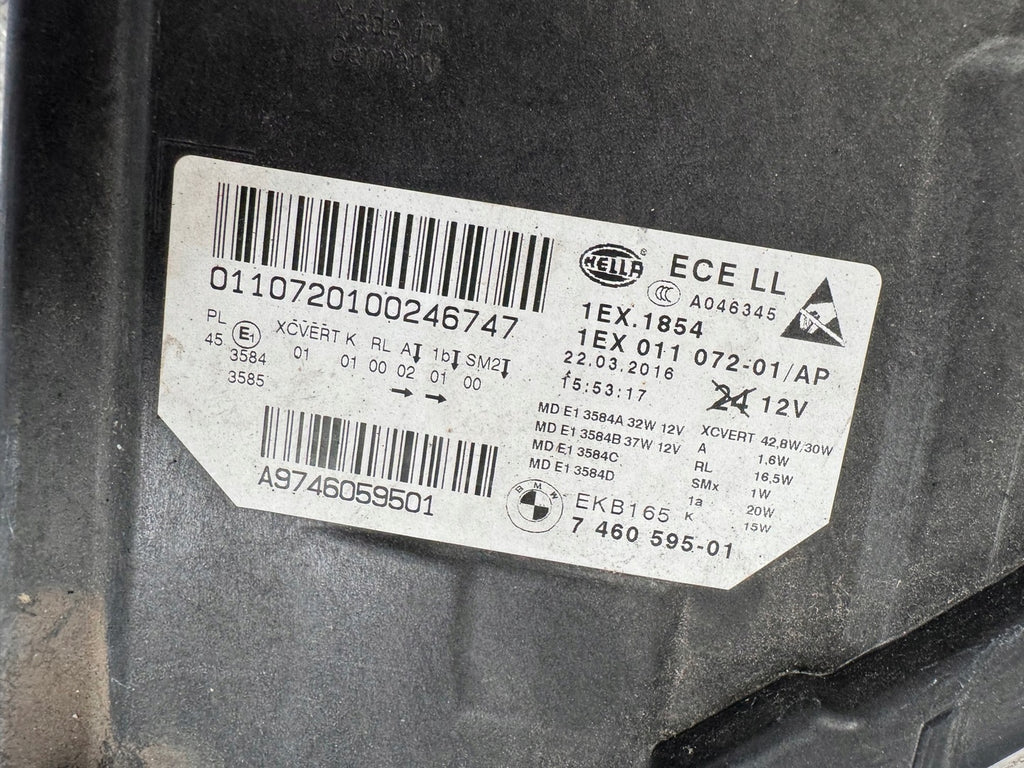 Made in
Germany
0110720100246747
PL E1 XCVERT K RL A 1b SM2
45 3584 01 01 00 02 01 00
3585
A9746059501
HELLA ® ECE LL
CCC A046345
1EX.1854
1EX 011 072-01/AP
22.03.2016
15:53:17
24 12V
MD E1 3584A 32W 12V
MD E1 3584B 37W 12V
MD E1 3584C
MD E1 3584D
XCVERT 42,8W/30W
A 1,6W
RL 16,5W
SMx 1W
1a 20W
K 15W
BMW EKB165
7 460 595-01